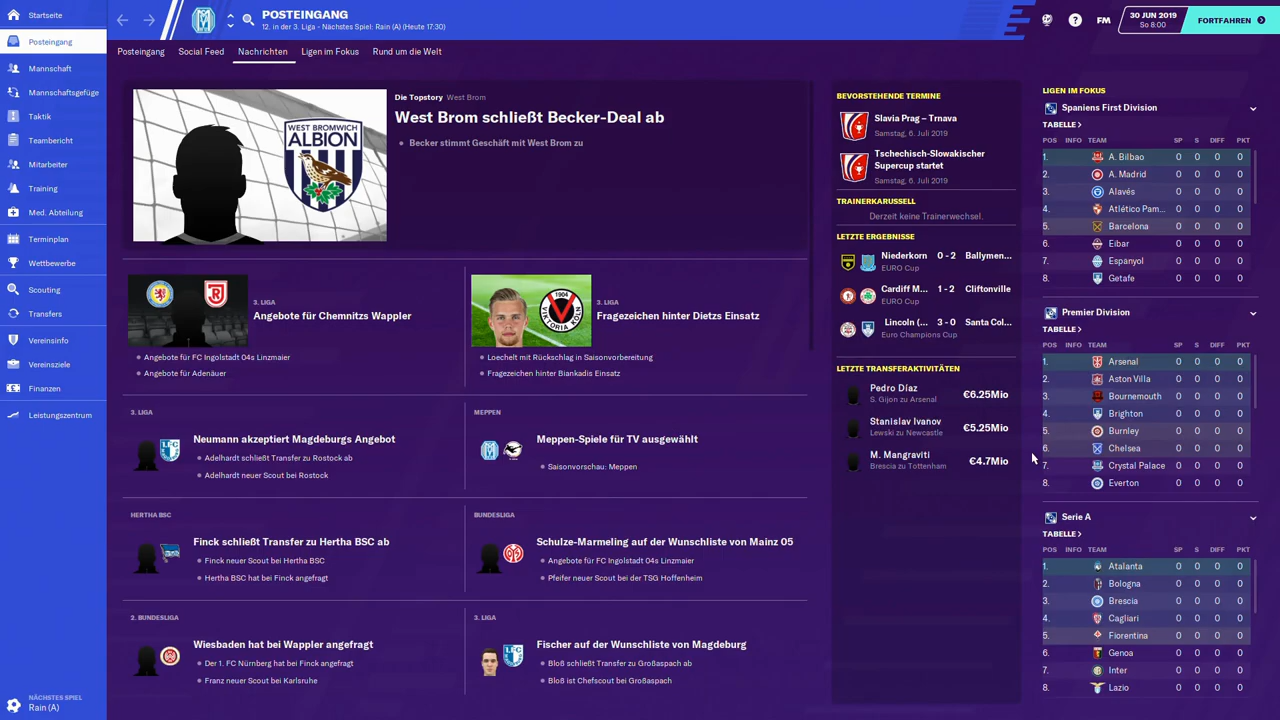 Startseite
Posteingang
Mannschaft
Mannschaftsgefüge
Taktik
Teambericht
Mitarbeiter
Training
Med. Abteilung
Terminplan
Wettbewerbe
Scouting
Transfers
Vereinsinfo
Vereinsziele
Finanzen
Leistungszentrum
NÄCHSTES SPIEL
Rain (A)
POSTEINGANG
12. in der 3. Liga - Nächstes Spiel: Rain (A) (Heute 17:30)
? FM
30 JUN 2019
So 8:00
FORTFAHREN
Posteingang Social Feed Nachrichten Ligen im Fokus Rund um die Welt
WEST BROMWICH
ALBION
Die Topstory West Brom
West Brom schließt Becker-Deal ab
Becker stimmt Geschäft mit West Brom zu
3. LIGA
Angebote für Chemnitzs Wappler
Angebote für FC Ingolstadt 04s Linzmaier
Angebote für Adenäuer
1904
VIKTORIA KÖLN
3. LIGA
Fragezeichen hinter Dietzs Einsatz
Loechelt mit Rückschlag in Saisonvorbereitung
Fragezeichen hinter Biankadis Einsatz
3. LIGA
Neumann akzeptiert Magdeburgs Angebot
Adelhardt schließt Transfer zu Rostock ab
Adelhardt neuer Scout bei Rostock
MEPPEN
Meppen-Spiele für TV ausgewählt
Saisonvorschau: Meppen
HERTHA BSC
Finck schließt Transfer zu Hertha BSC ab
Finck neuer Scout bei Hertha BSC
Hertha BSC hat bei Finck angefragt
BUNDESLIGA
Schulze-Marmeling auf der Wunschliste von Mainz 05
Angebote für FC Ingolstadt 04s Linzmaier
Pfeifer neuer Scout bei der TSG Hoffenheim
2. BUNDESLIGA
Wiesbaden hat bei Wappler angefragt
Der 1. FC Nürnberg hat bei Finck angefragt
Franz neuer Scout bei Karlsruhe
3. LIGA
Fischer auf der Wunschliste von Magdeburg
Bloß schließt Transfer zu Großaspach ab
Bloß ist Chefscout bei Großaspach
BEVORSTEHENDE TERMINE
Slavia Prag – Trnava
Samstag, 6. Juli 2019
Tschechisch-Slowakischer
Supercup startet
Samstag, 6. Juli 2019
TRAINERKARUSSELL
Derzeit keine Trainerwechsel.
LETZTE ERGEBNISSE
Niederkorn 0 - 2 Ballymen...
EURO Cup
Cardiff M... 1 - 2 Cliftonville
EURO Cup
Lincoln (... 3 - 0 Santa Col...
Euro Champions Cup
LETZTE TRANSFERAKTIVITÄTEN
Pedro Díaz €6.25Mio
S. Gijon zu Arsenal
Stanislav Ivanov €5.25Mio
Lewski zu Newcastle
M. Mangraviti €4.7Mio
Brescia zu Tottenham
LIGEN IM FOKUS
Spaniens First Division
TABELLE >
POS INFO TEAM SP S DIFF PKT
1. A. Bilbao 0 0 0 0
2. A. Madrid 0 0 0 0
3. Alavés 0 0 0 0
4. Atlético Pam... 0 0 0 0
5. Barcelona 0 0 0 0
6. Eibar 0 0 0 0
7. Espanyol 0 0 0 0
8. Getafe 0 0 0 0
Premier Division
TABELLE >
POS INFO TEAM SP S DIFF PKT
1. Arsenal 0 0 0 0
2. Aston Villa 0 0 0 0
3. Bournemouth 0 0 0 0
4. Brighton 0 0 0 0
5. Burnley 0 0 0 0
6. Chelsea 0 0 0 0
7. Crystal Palace 0 0 0 0
8. Everton 0 0 0 0
Serie A
TABELLE >
POS INFO TEAM SP S DIFF PKT
1. Atalanta 0 0 0 0
2. Bologna 0 0 0 0
3. Brescia 0 0 0 0
4. Cagliari 0 0 0 0
5. Fiorentina 0 0 0 0
6. Genoa 0 0 0 0
7. Inter 0 0 0 0
8. Lazio 0 0 0 0